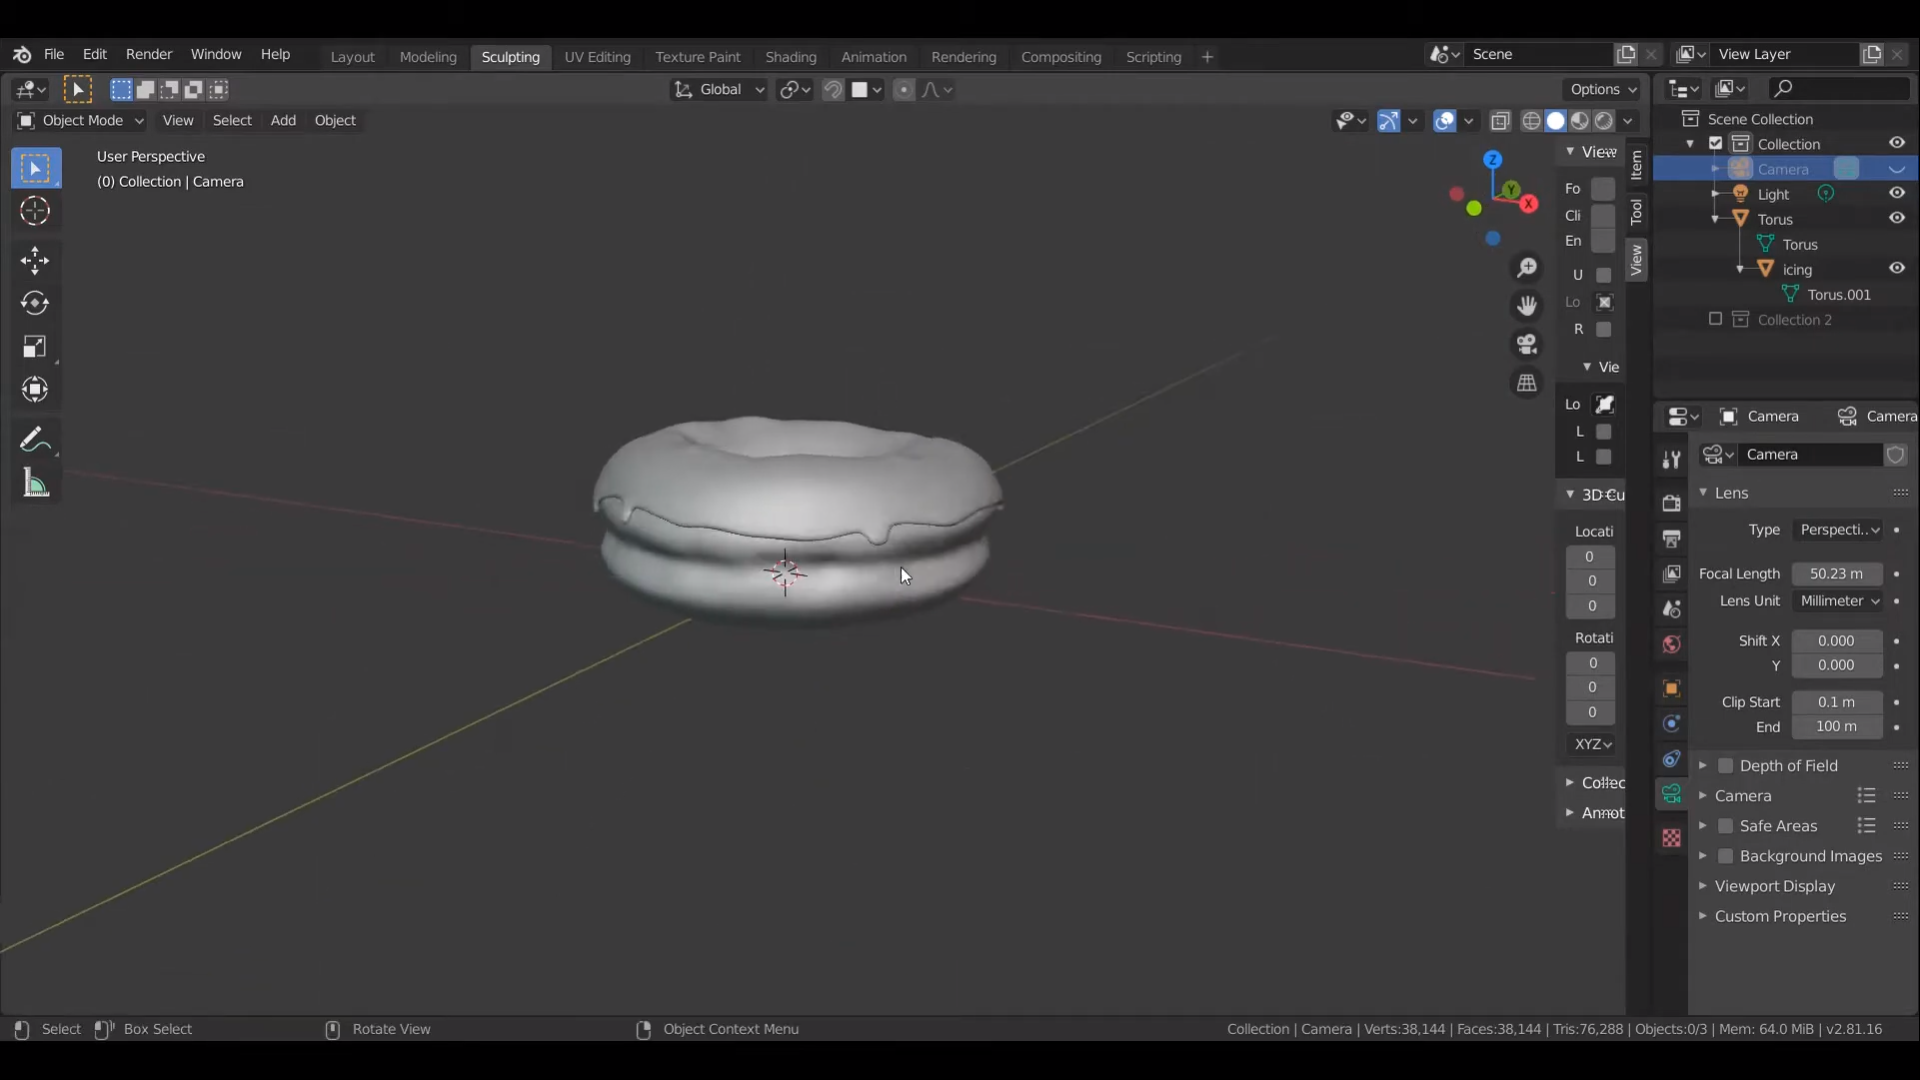 File Edit Render Window Help Layout Modeling Sculpting UV Editing Texture Paint Shading Animation Rendering Compositing Scripting + Scene View Layer
Global Options
Object Mode View Select Add Object
User Perspective
(0) Collection | Camera
Z
Y
X
View
Fo
Cli
En
U
Lo
R
Vie
Lo
L
L
3D Cu
Locati
0
0
0
Rotati
0
0
0
XYZ
Collec
Annot
Item
Tool
View
Scene Collection
Collection
Camera
Light
Torus
Torus
icing
Torus.001
Collection 2
Camera Camera
Camera
Lens
Type Perspecti..
Focal Length 50.23 m
Lens Unit Millimeter
Shift X 0.000
Y 0.000
Clip Start 0.1 m
End 100 m
Depth of Field
Camera
Safe Areas
Background Images
Viewport Display
Custom Properties
Select Box Select Rotate View Object Context Menu Collection | Camera | Verts:38,144 | Faces:38,144 | Tris:76,288 | Objects:0/3 | Mem: 64.0 MiB | v2.81.16